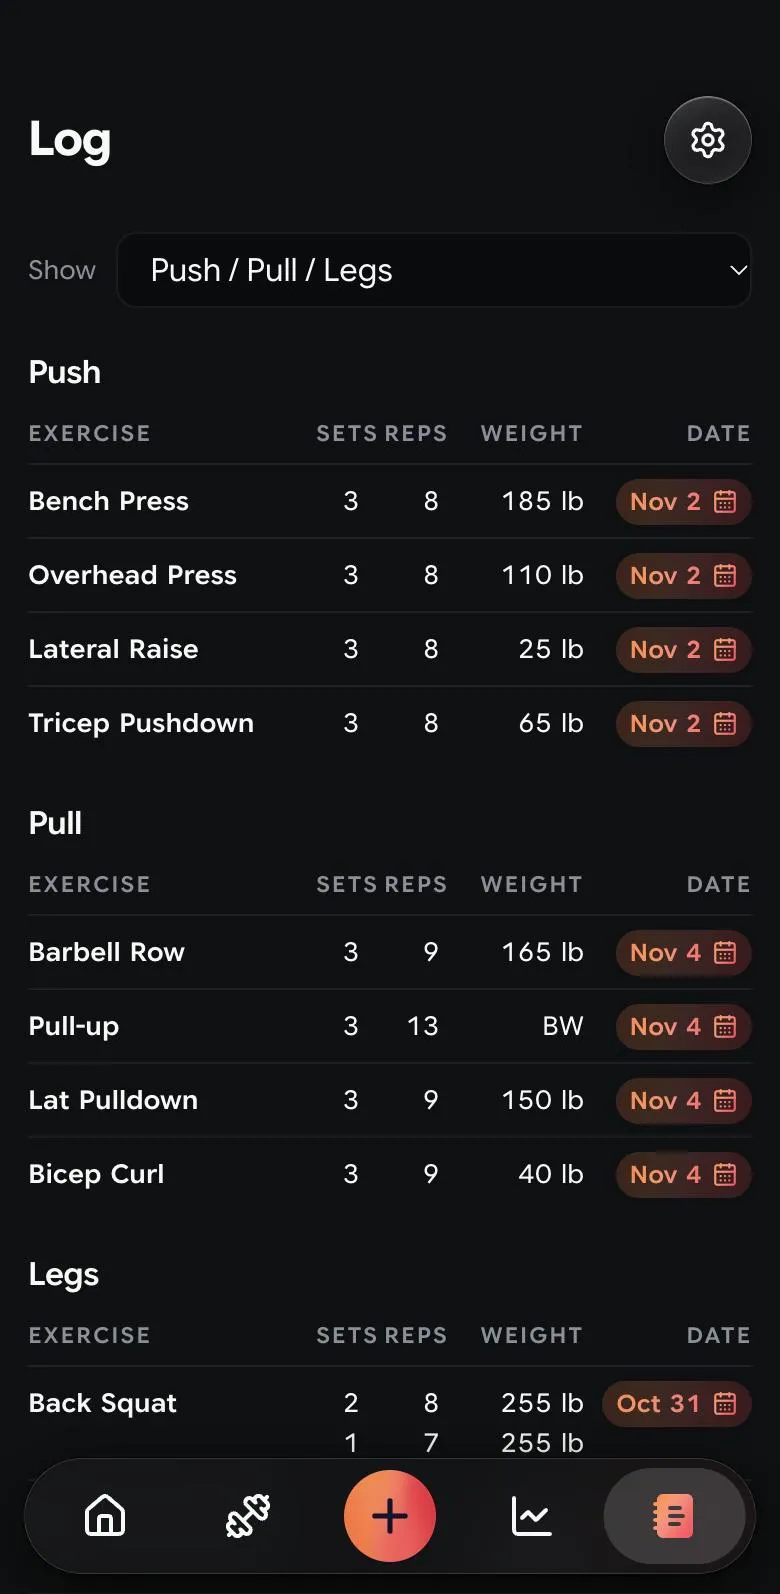 Log
Show Push / Pull / Legs
Push
EXERCISE SETS REPS WEIGHT DATE
Bench Press 3 8 185 lb Nov 2
Overhead Press 3 8 110 lb Nov 2
Lateral Raise 3 8 25 lb Nov 2
Tricep Pushdown 3 8 65 lb Nov 2
Pull
EXERCISE SETS REPS WEIGHT DATE
Barbell Row 3 9 165 lb Nov 4
Pull-up 3 13 BW Nov 4
Lat Pulldown 3 9 150 lb Nov 4
Bicep Curl 3 9 40 lb Nov 4
Legs
EXERCISE SETS REPS WEIGHT DATE
Back Squat 2 8 255 lb Oct 31
1 7 255 lb